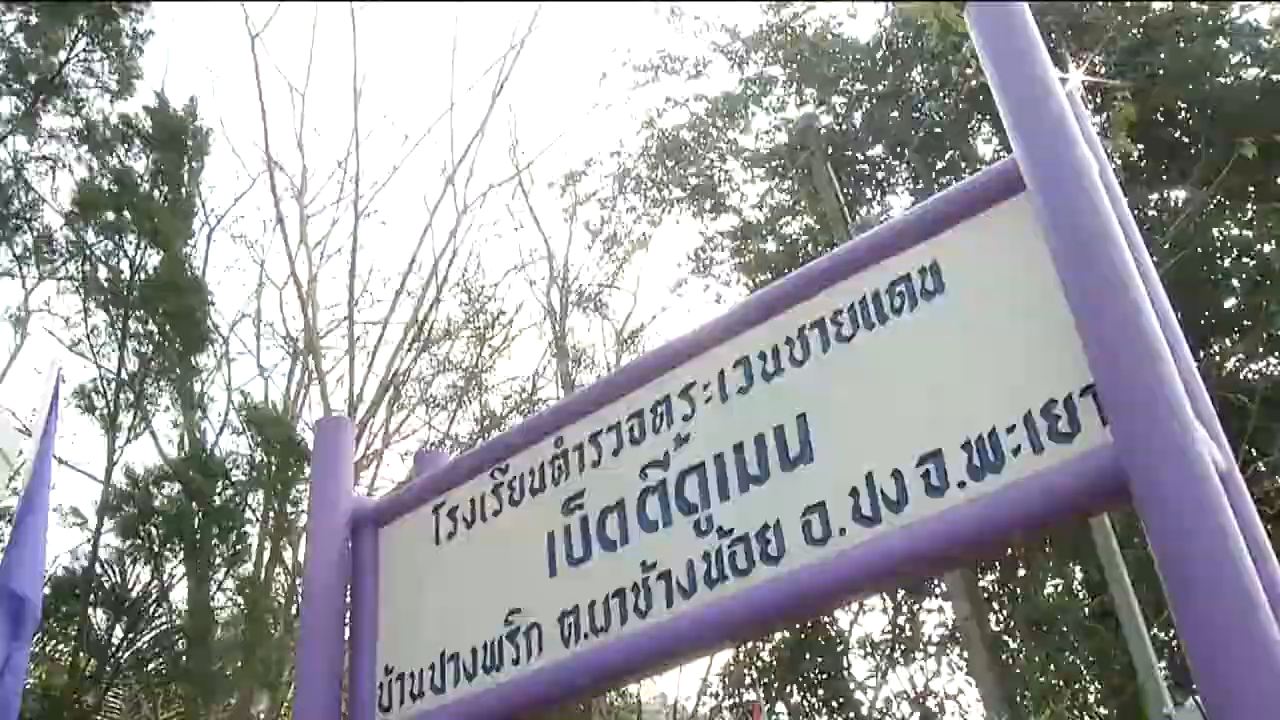 โรงเรียนตำรวจตระเวนชายแดน
เบ็ตตี้ดูเมน
บ้านปางพริก ต.ผาช้างน้อย อ.ปง จ.พะเยา